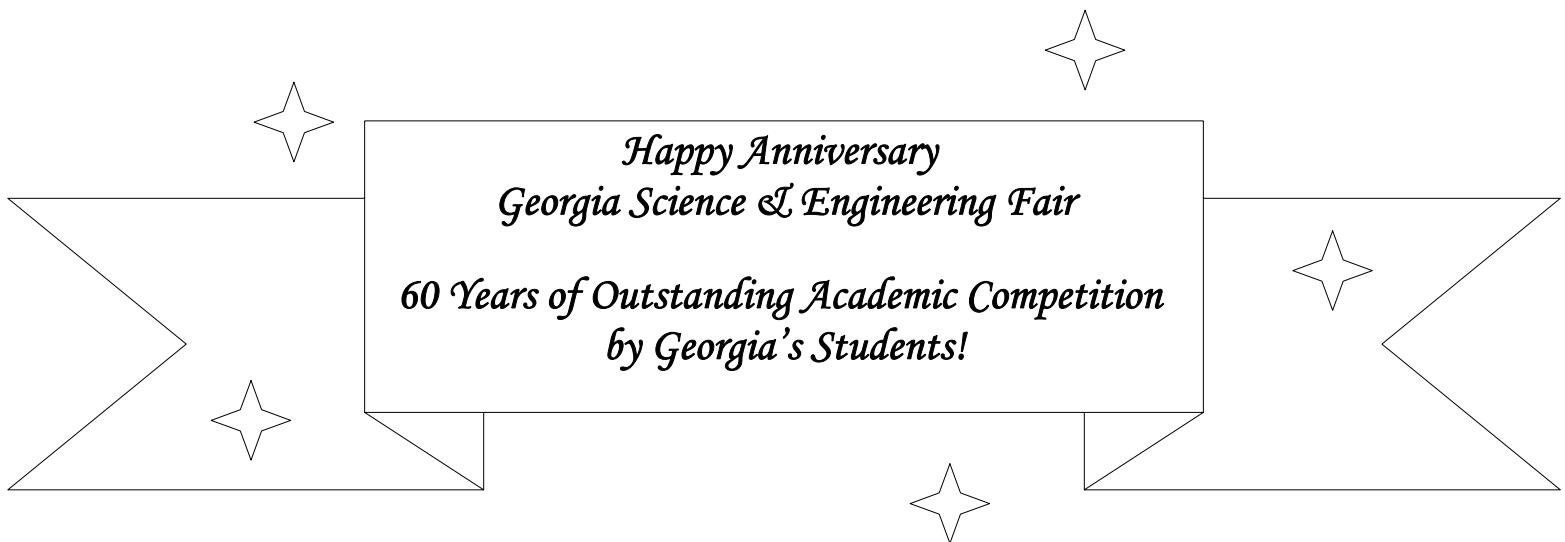 Happy Anniversary
Georgia Science & Engineering Fair
60 Years of Outstanding Academic Competition
by Georgia’s Students!